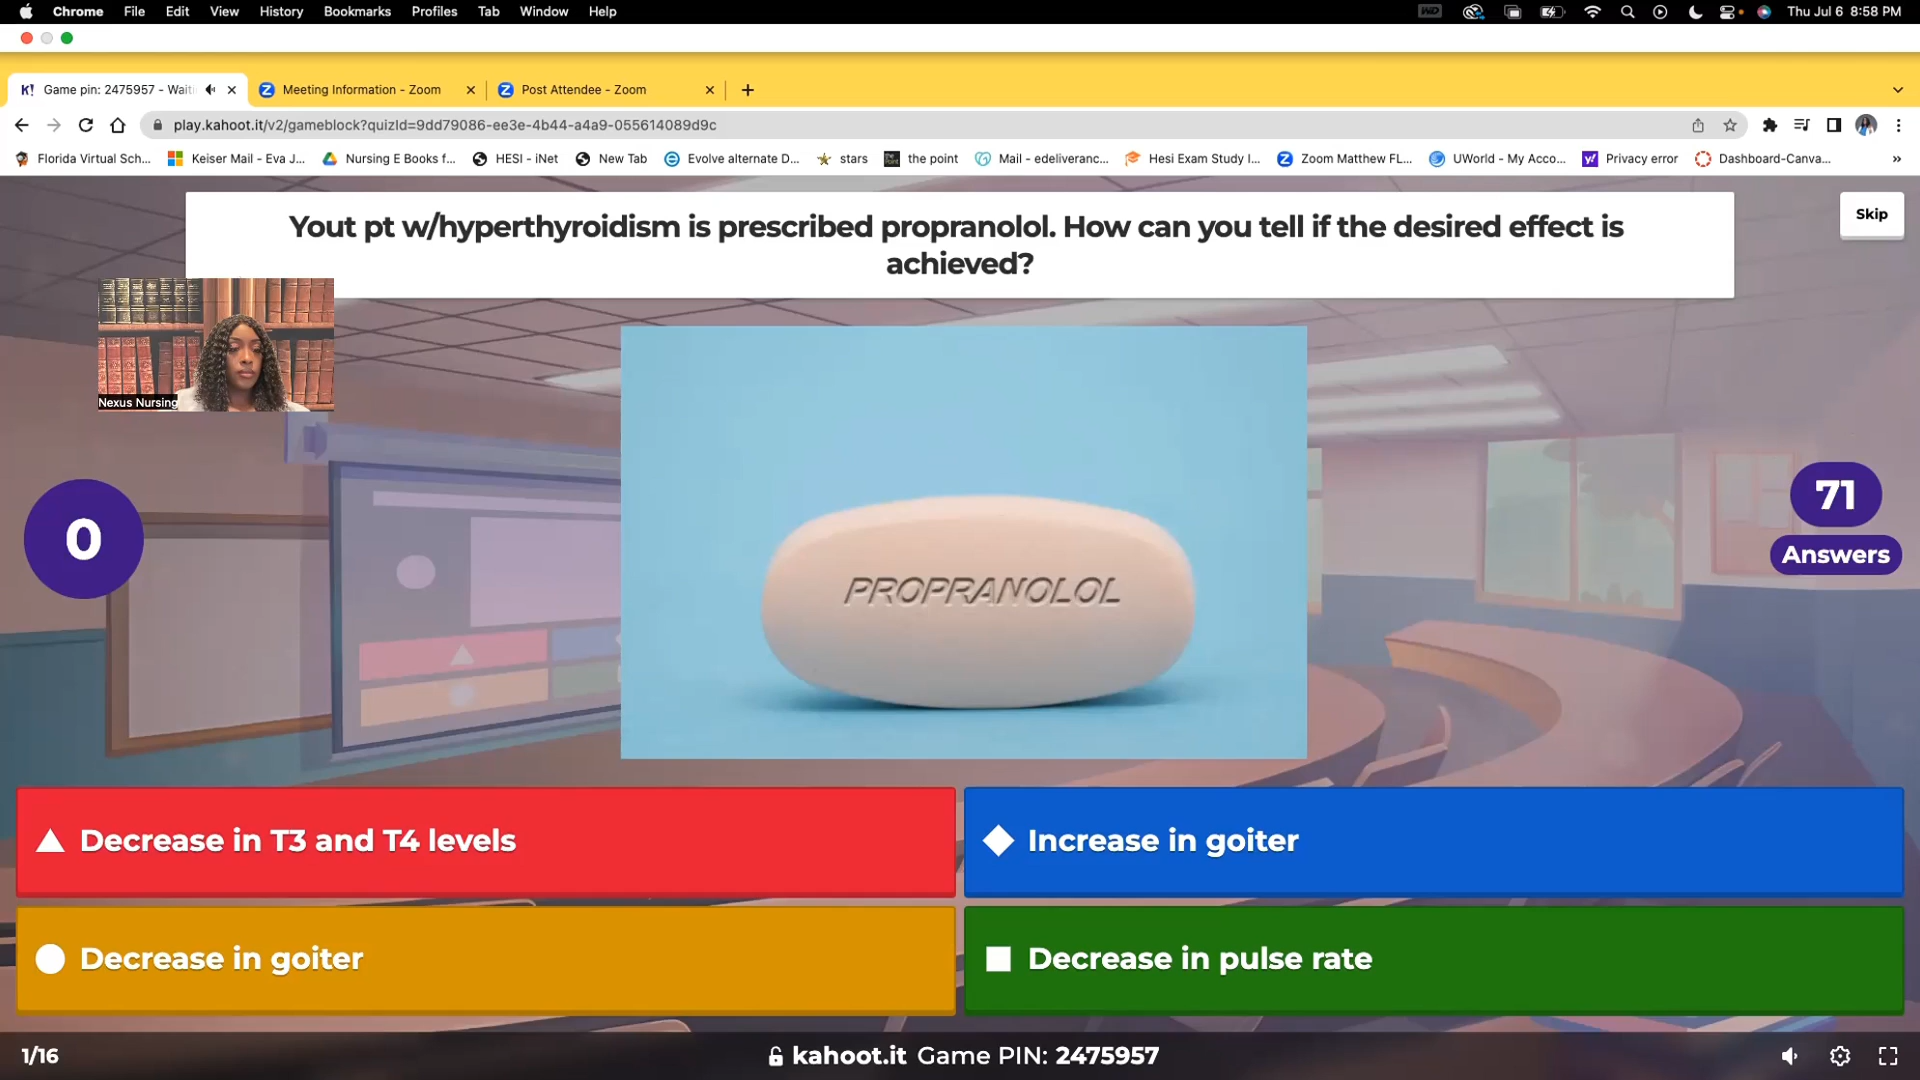 Chrome File Edit View History Bookmarks Profiles Tab Window Help Thu Jul 6 8:58 PM
K! Game pin: 2475957 - Wait Meeting Information - Zoom Post Attendee - Zoom
play.kahoot.it/v2/gameblock?quizId=9dd79086-ee3e-4b44-a4a9-055614089d9c
Florida Virtual Sch... Keiser Mail - Eva J... Nursing E Books f... HESI - iNet New Tab Evolve alternate D... stars the point Mail - edeliveranc... Hesi Exam Study I... Zoom Matthew FL... UWorld - My Acco... Privacy error Dashboard-Canva... »
Yout pt w/hyperthyroidism is prescribed propranolol. How can you tell if the desired effect is
achieved?
Skip
Nexus Nursing
0
71
Answers
PROPRANOLOL
Decrease in T3 and T4 levels
Increase in goiter
Decrease in goiter
Decrease in pulse rate
1/16
kahoot.it Game PIN: 2475957